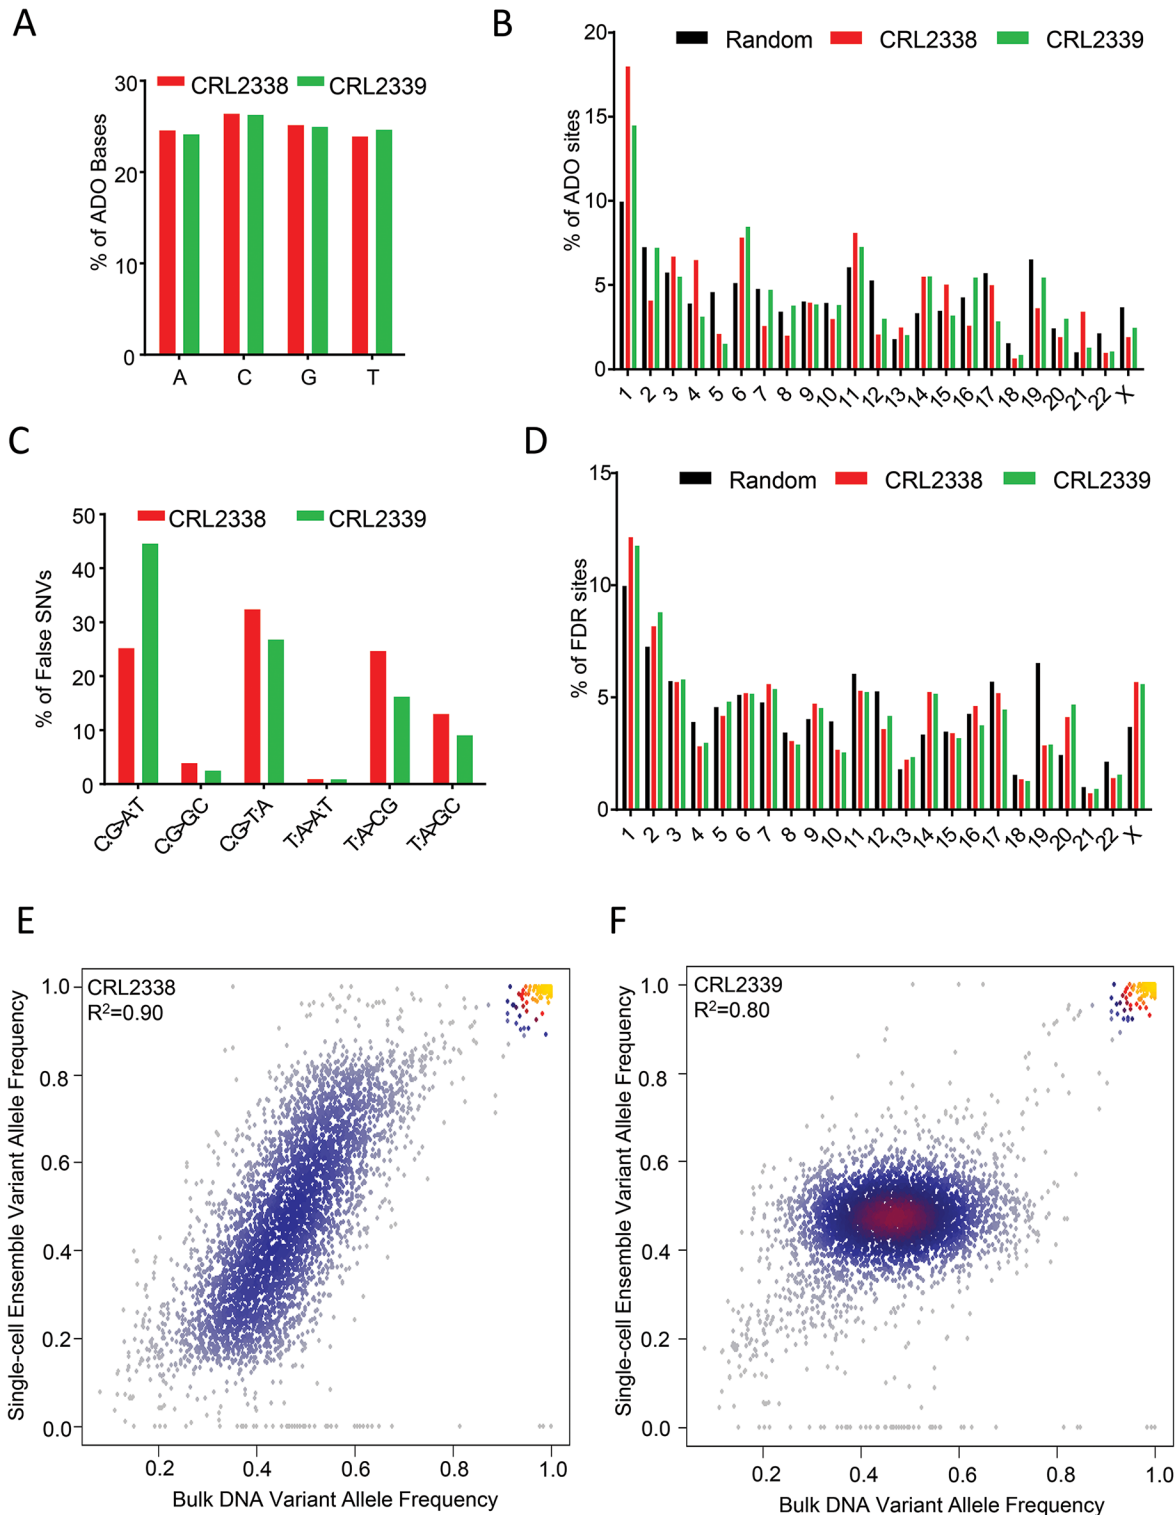 A
CRL2338 CRL2339
% of ADO Bases
30
20
10
0
A C G T
B
Random CRL2338 CRL2339
% of ADO sites
20
15
10
5
0
1 2 3 4 5 6 7 8 9 10 11 12 13 14 15 16 17 18 19 20 21 22 X
C
CRL2338 CRL2339
% of False SNVs
50
40
30
20
10
0
C:G>A:T C:G>G:C C:G>T:A T:A>A:T T:A>C:G T:A>G:C
D
Random CRL2338 CRL2339
% of FDR sites
15
10
5
0
1 2 3 4 5 6 7 8 9 10 11 12 13 14 15 16 17 18 19 20 21 22 X
E
CRL2338
R²=0.90
Single-cell Ensemble Variant Allele Frequency
1.0
0.8
0.6
0.4
0.2
0.0
0.2 0.4 0.6 0.8 1.0
Bulk DNA Variant Allele Frequency
F
CRL2339
R²=0.80
Single-cell Ensemble Variant Allele Frequency
1.0
0.8
0.6
0.4
0.2
0.0
0.2 0.4 0.6 0.8 1.0
Bulk DNA Variant Allele Frequency